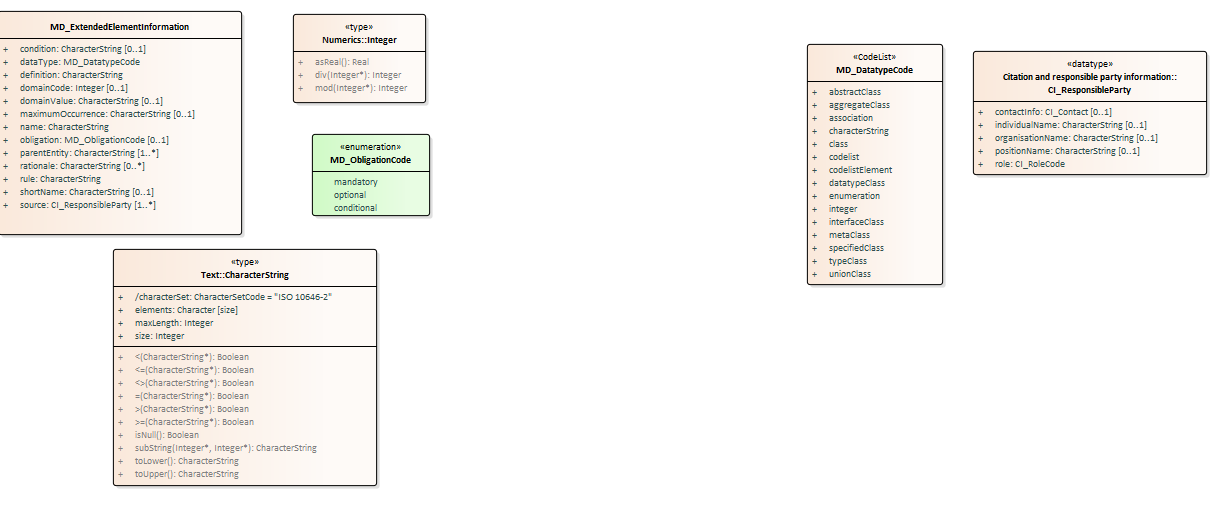 MD_ExtendedElementInformation
+ condition: CharacterString [0..1]
+ dataType: MD_DatatypeCode
+ definition: CharacterString
+ domainCode: Integer [0..1]
+ domainValue: CharacterString [0..1]
+ maximumOccurrence: CharacterString [0..1]
+ name: CharacterString
+ obligation: MD_ObligationCode [0..1]
+ parentEntity: CharacterString [1..*]
+ rationale: CharacterString [0..*]
+ rule: CharacterString
+ shortName: CharacterString [0..1]
+ source: CI_ResponsibleParty [1..*]
«type»
Numerics::Integer
+ asReal(): Real
+ div(Integer*): Integer
+ mod(Integer*): Integer
«enumeration»
MD_ObligationCode
mandatory
optional
conditional
«type»
Text::CharacterString
+ /characterSet: CharacterSetCode = "ISO 10646-2"
+ elements: Character [size]
+ maxLength: Integer
+ size: Integer
+ <(CharacterString*): Boolean
+ <=(CharacterString*): Boolean
+ <>(CharacterString*): Boolean
+ =(CharacterString*): Boolean
+ >(CharacterString*): Boolean
+ >=(CharacterString*): Boolean
+ isNull(): Boolean
+ subString(Integer*, Integer*): CharacterString
+ toLower(): CharacterString
+ toUpper(): CharacterString
«CodeList»
MD_DatatypeCode
+ abstractClass
+ aggregateClass
+ association
+ characterString
+ class
+ codelist
+ codelistElement
+ datatypeClass
+ enumeration
+ integer
+ interfaceClass
+ metaClass
+ specifiedClass
+ typeClass
+ unionClass
«datatype»
Citation and responsible party information::
CI_ResponsibleParty
+ contactInfo: CI_Contact [0..1]
+ individualName: CharacterString [0..1]
+ organisationName: CharacterString [0..1]
+ positionName: CharacterString [0..1]
+ role: CI_RoleCode